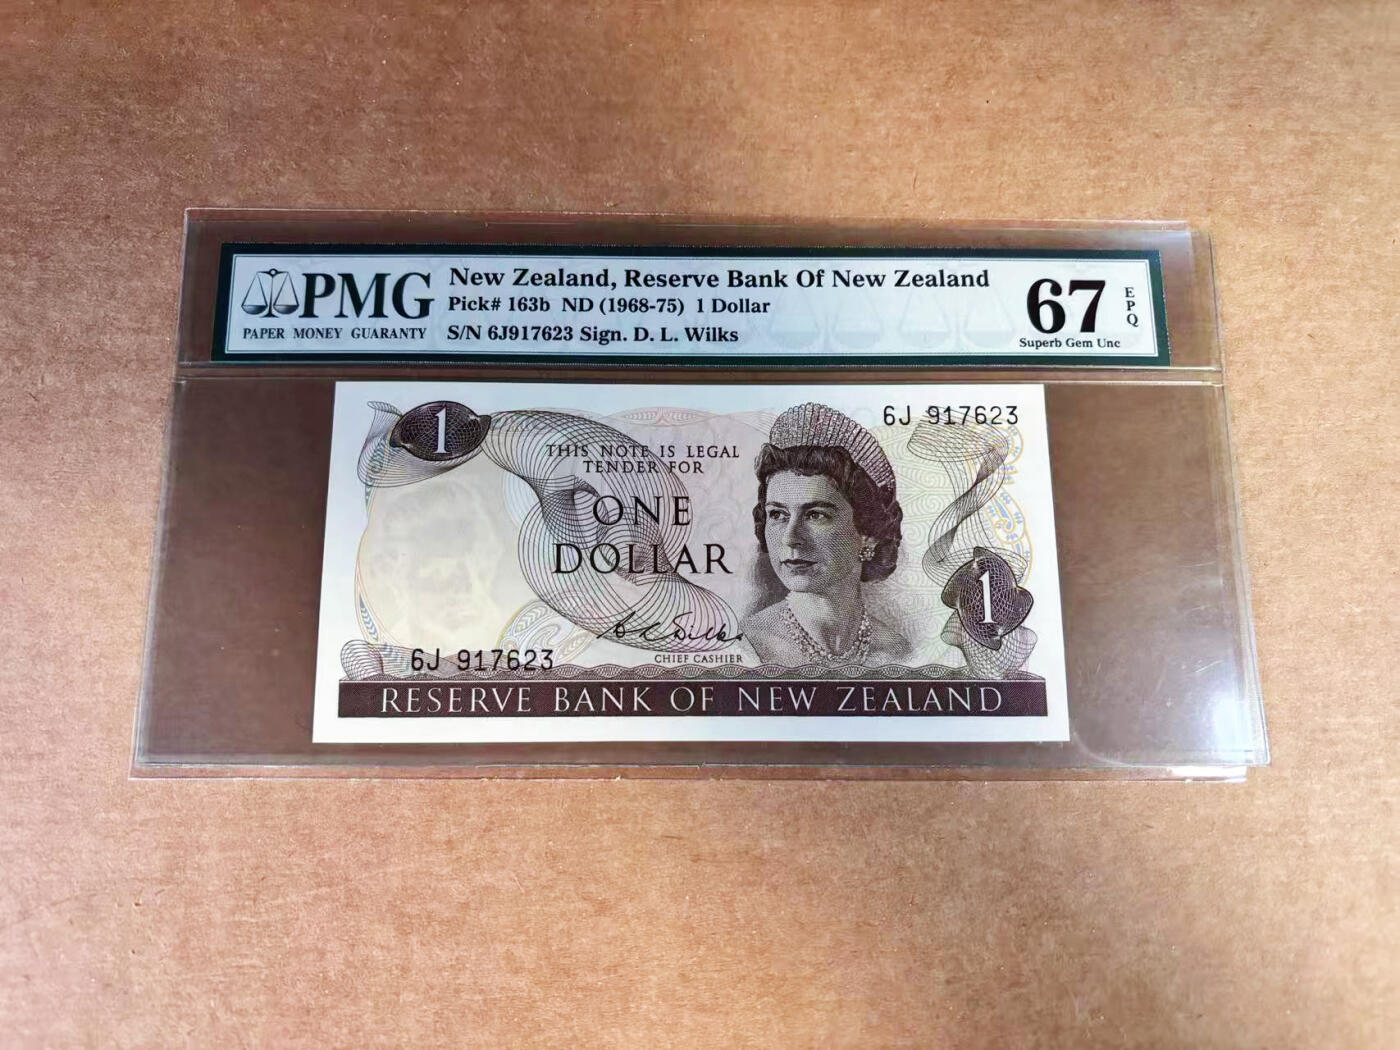 PMG
PAPER MONEY GUARANTY
New Zealand, Reserve Bank Of New Zealand
Pick# 163b ND (1968-75) 1 Dollar
S/N 6J917623 Sign. D. L. Wilks
67
EPQ
Superb Gem Unc
1
6J 917623
THIS NOTE IS LEGAL
TENDER FOR
ONE
DOLLAR
1
D L Wilks
CHIEF CASHIER
6J 917623
RESERVE BANK OF NEW ZEALAND